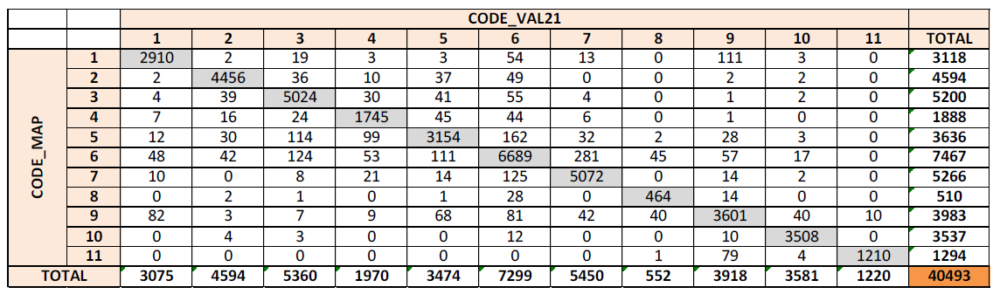 CODE_VAL21
1 2 3 4 5 6 7 8 9 10 11 TOTAL
CODE_MAP
1 2910 2 19 3 3 54 13 0 111 3 0 3118
2 2 4456 36 10 37 49 0 0 2 2 0 4594
3 4 39 5024 30 41 55 4 0 1 2 0 5200
4 7 16 24 1745 45 44 6 0 1 0 0 1888
5 12 30 114 99 3154 162 32 2 28 3 0 3636
6 48 42 124 53 111 6689 281 45 57 17 0 7467
7 10 0 8 21 14 125 5072 0 14 2 0 5266
8 0 2 1 0 1 28 0 464 14 0 0 510
9 82 3 7 9 68 81 42 40 3601 40 10 3983
10 0 4 3 0 0 12 0 0 10 3508 0 3537
11 0 0 0 0 0 0 0 1 79 4 1210 1294
TOTAL 3075 4594 5360 1970 3474 7299 5450 552 3918 3581 1220 40493